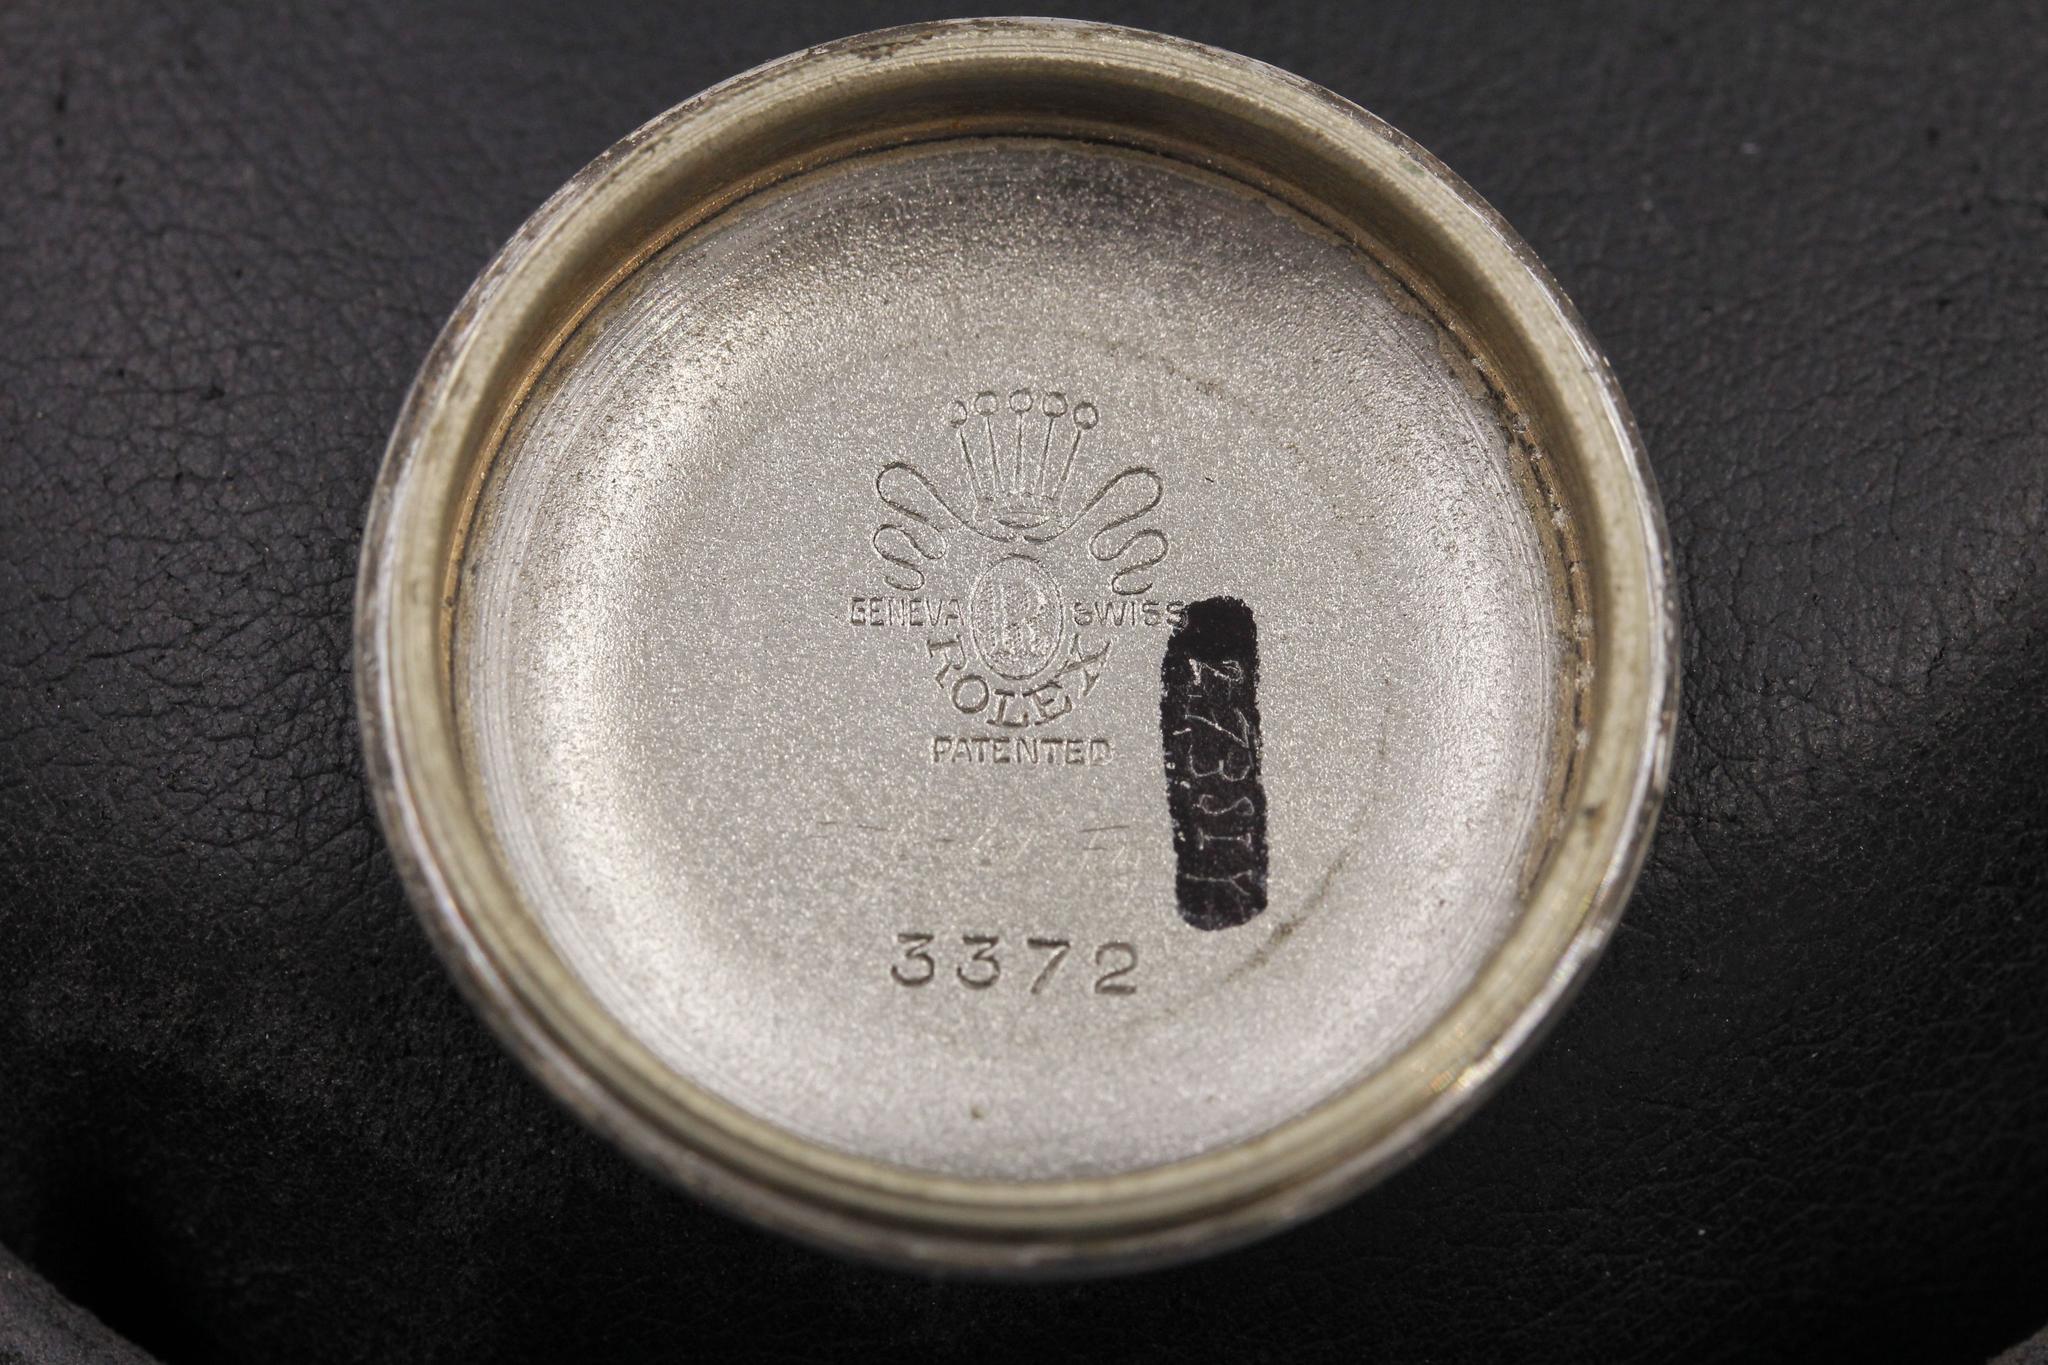 R
GENEVA SWISS
ROLEX
PATENTED
3372